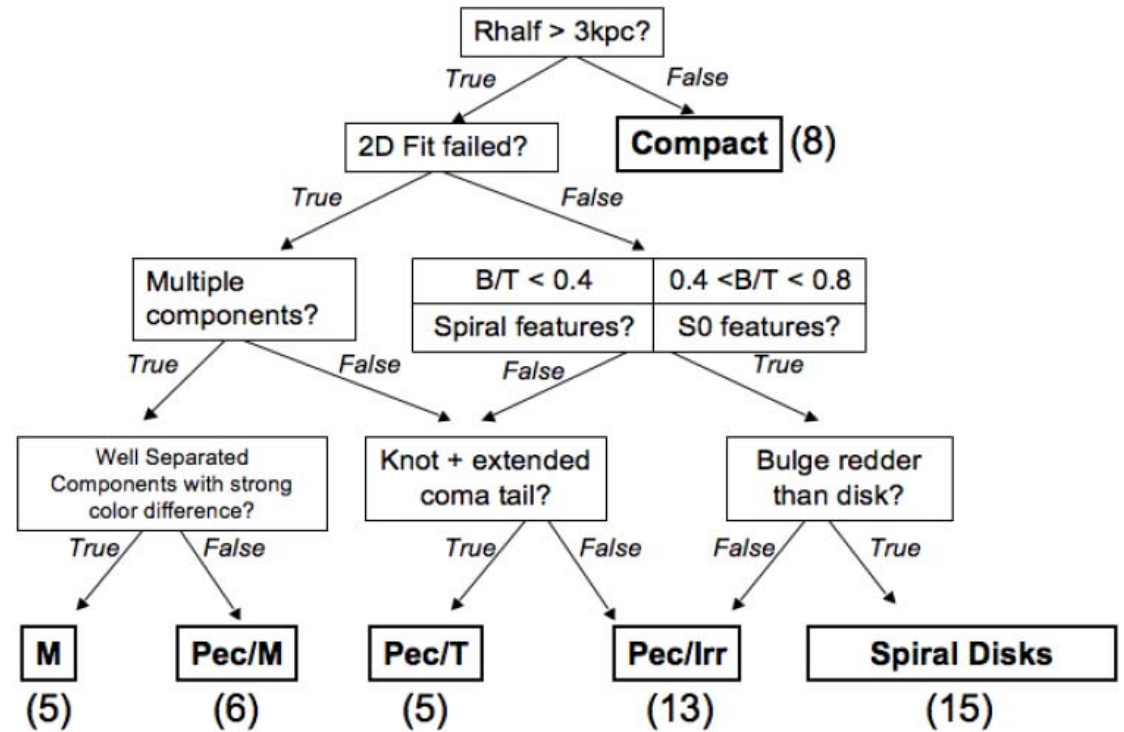 Rhalf > 3kpc?
True
False
2D Fit failed?
Compact (8)
True
False
Multiple
components?
B/T < 0.4
0.4 <B/T < 0.8
Spiral features?
S0 features?
True
False
False
True
Well Separated
Components with strong
color difference?
Knot + extended
coma tail?
Bulge redder
than disk?
True
False
True
False
False
True
M
Pec/M
Pec/T
Pec/Irr
Spiral Disks
(5)
(6)
(5)
(13)
(15)